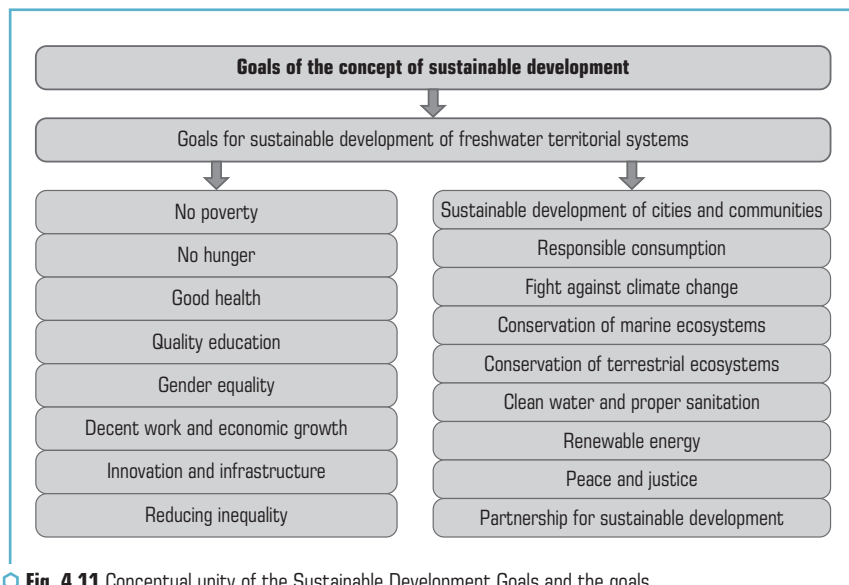 Goals of the concept of sustainable development
Goals for sustainable development of freshwater territorial systems
No poverty
No hunger
Good health
Quality education
Gender equality
Decent work and economic growth
Innovation and infrastructure
Reducing inequality
Sustainable development of cities and communities
Responsible consumption
Fight against climate change
Conservation of marine ecosystems
Conservation of terrestrial ecosystems
Clean water and proper sanitation
Renewable energy
Peace and justice
Partnership for sustainable development
Fig. 4.11 Conceptual unity of the Sustainable Development Goals and the goals